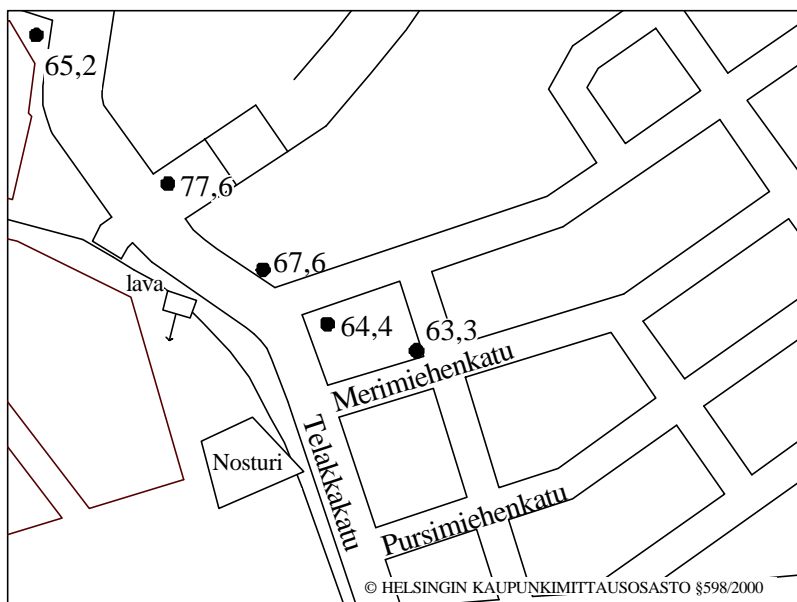 65,2
77,6
67,6
lava
64,4
63,3
Merimiehenkatu
Telakkakatu
Nosturi
Pursimiehenkatu
© HELSINGIN KAUPUNKIMITTAUSOSASTO §598/2000